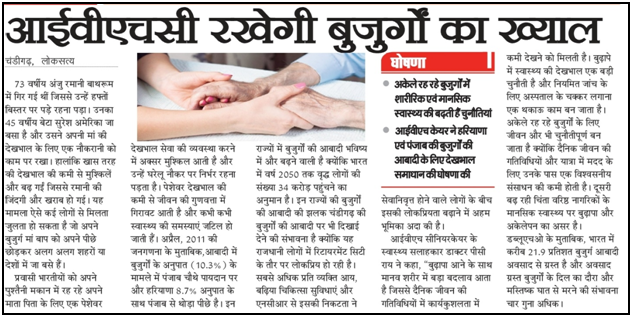 आईवीएचसी रखेगी बुजुर्गों का ख्याल
चंडीगढ़, लोकसत्य
73 वर्षीय अंजु रमानी बाथरूम
में गिर गई थीं जिससे उन्हें हफ्तों
बिस्तर पर पड़े रहना पड़ा। उनका
45 वर्षीय बेटा सुरेश अमेरिका जा
बसा है और उसने अपनी मां की
देखभाल के लिए एक नौकरानी को
काम पर रखा। हालांकि खास तरह
की देखभाल की कमी से मुश्किलें
और बढ़ गईं जिससे रमानी की
जिंदगी और खराब हो गई। यह
मामला ऐसे कई लोगों से मिलता
जुलता हो सकता है जो अपने
बुजुर्ग मां बाप को अपने पीछे
छोड़कर अलग अलग शहरों या
देशों में जा बसे हैं।
प्रवासी भारतीयों को अपने
पुश्तैनी मकान में रह रहे अपने
माता पिता के लिए एक पेशेवर
देखभाल सेवा की व्यवस्था करने
में अक्सर मुश्किल आती है और
उन्हें घरेलू नौकर पर निर्भर रहना
पड़ता है। पेशेवर देखभाल की
कमी से जीवन की गुणवत्ता में
गिरावट आती है और कभी कभी
स्वास्थ्य की समस्याएं जटिल हो
जाती हैं। अप्रैल, 2011 की
जनगणना के मुताबिक,आबादी में
बुजुर्गों के अनुपात (10.3%) के
मामले में पंजाब चौथे पायदान पर
और हरियाणा 8.7% अनुपात के
साथ पंजाब से थोड़ा पीछे है। इन
राज्यों में बुजुर्गों की आबादी भविष्य
में और बढ़ने वाली है क्योंकि भारत
में वर्ष 2050 तक वृद्ध लोगों की
संख्या 34 करोड़ पहुंचने का
अनुमान है। इन राज्यों की बुजुर्गों
की आबादी की झलक चंडीगढ़ की
बुजुर्गों की आबादी पर भी दिखाई
देने की संभावना है क्योंकि यह
राजधानी लोगों में रिटायरमेंट सिटी
के तौर पर लोकप्रिय हो रही है।
सबसे अधिक प्रति व्यक्ति आय,
बढ़िया चिकित्सा सुविधाएं और
एनसीआर से इसकी निकटता ने
घोषणा
अकेले रह रहे बुजुर्गों में
शारीरिक एवं मानसिक
स्वास्थ्य की बढ़ती हैं चुनौतियां
आईवीएच केयर ने हरियाणा
एवं पंजाब की बुजुर्गों की
आबादी के लिए देखभाल
समाधान की घोषणा की
सेवानिवृत्त होने वाले लोगों के बीच
इसकी लोकप्रियता बढ़ाने में अहम
भूमिका अदा की है।
आईवीएच सीनियरकेयर के
स्वास्थ्य सलाहकार डाक्टर पीसी
राय ने कहा, "बुढ़ापा आने के साथ
मानव शरीर में बड़ा बदलाव आता
है जिससे दैनिक जीवन की
गतिविधियों में कार्यकुशलता में
कमी देखने को मिलती है। बुढ़ापे
में स्वास्थ्य की देखभाल एक बड़ी
चुनौती है और नियमित जांच के
लिए अस्पताल के चक्कर लगाना
एक थकाऊ काम बन जाता है।
अकेले रह रहे बुजुर्गों के लिए
जीवन और भी चुनौतीपूर्ण बन
जाता है क्योंकि दैनिक जीवन की
गतिविधियों और यात्रा में मदद के
लिए उनके पास एक विश्वसनीय
संसाधन की कमी होती है। दूसरी
बढ़ रही चिंता वरिष्ठ नागरिकों के
मानसिक स्वास्थ्य पर बुढ़ापा और
अकेलेपन का असर है।
डब्लूएचओ के मुताबिक, भारत में
करीब 21.9 प्रतिशत बुजुर्ग आबादी
अवसाद से ग्रस्त है और अवसाद
ग्रस्त बुजुर्गों के दिल का दौरा और
मस्तिष्क घात से मरने की संभावना
चार गुना अधिक।